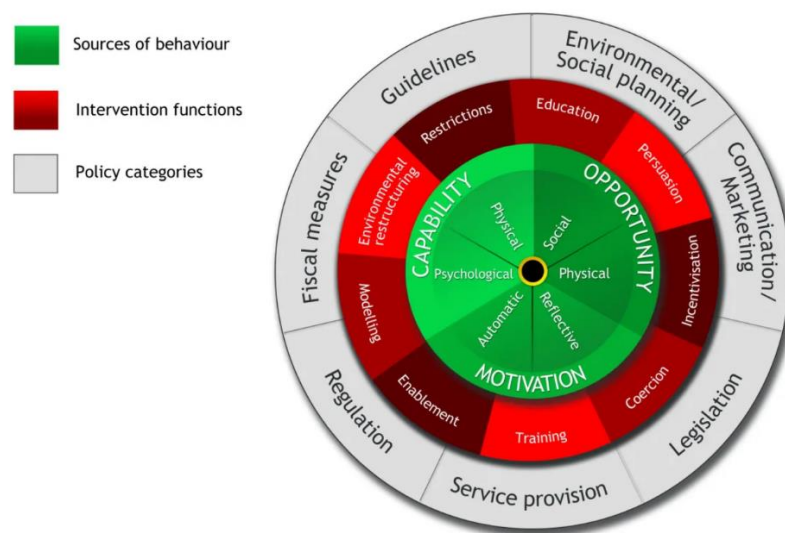 Sources of behaviour
Intervention functions
Policy categories
Guidelines
Environmental/
Social planning
Communication/
Marketing
Legislation
Service provision
Regulation
Fiscal measures
Restrictions
Education
Persuasion
Incentivisation
Coercion
Training
Enablement
Modelling
Environmental
restructuring
CAPABILITY
OPPORTUNITY
MOTIVATION
Physical
Social
Psychological
Physical
Automatic
Reflective